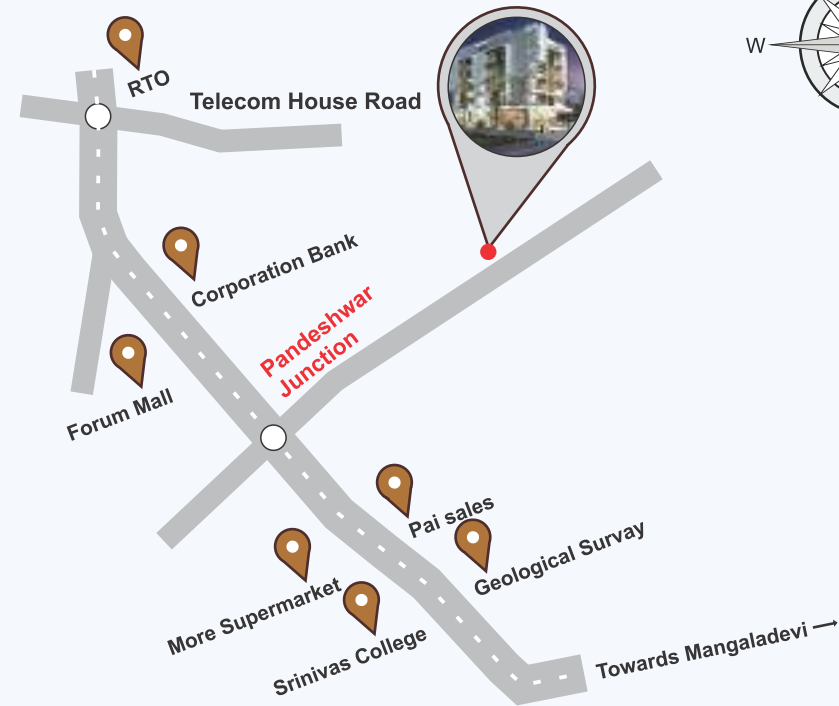 W
RTO
Telecom House Road
Corporation Bank
Pandeshwar
Junction
Forum Mall
Pai sales
Geological Survay
More Supermarket
Srinivas College
Towards Mangaladevi